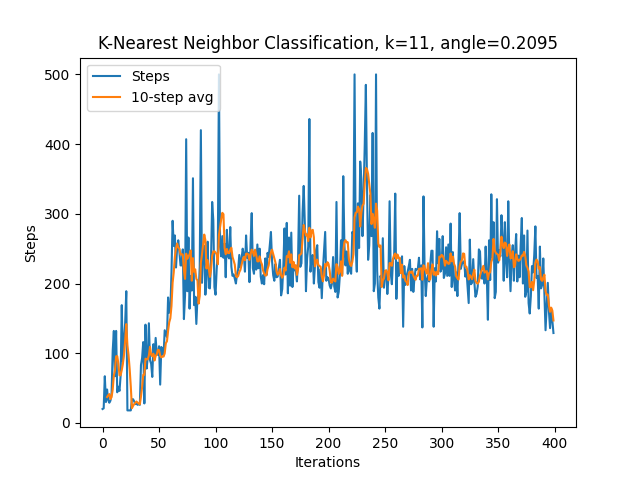 K-Nearest Neighbor Classification, k=11, angle=0.2095
Steps
10-step avg
500
400
300
200
100
0
Steps
0 50 100 150 200 250 300 350 400
Iterations